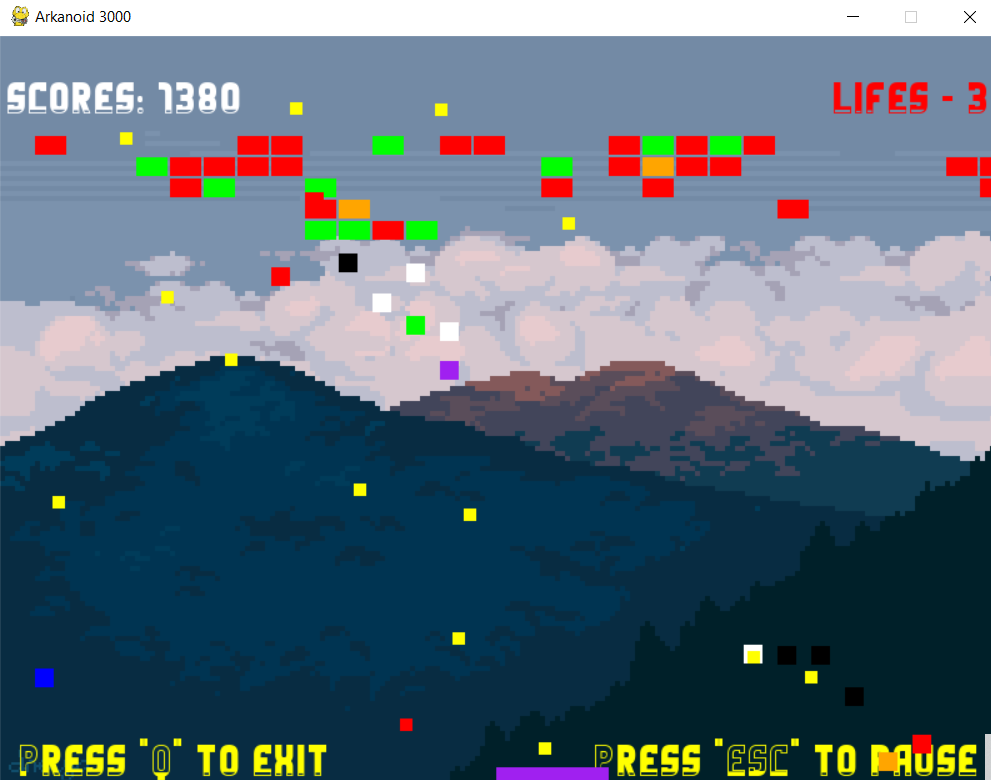 Arkanoid 3000
SCORES: 1380
LIFES - 3
PRESS "Q" TO EXIT
PRESS "ESC" TO PAUSE